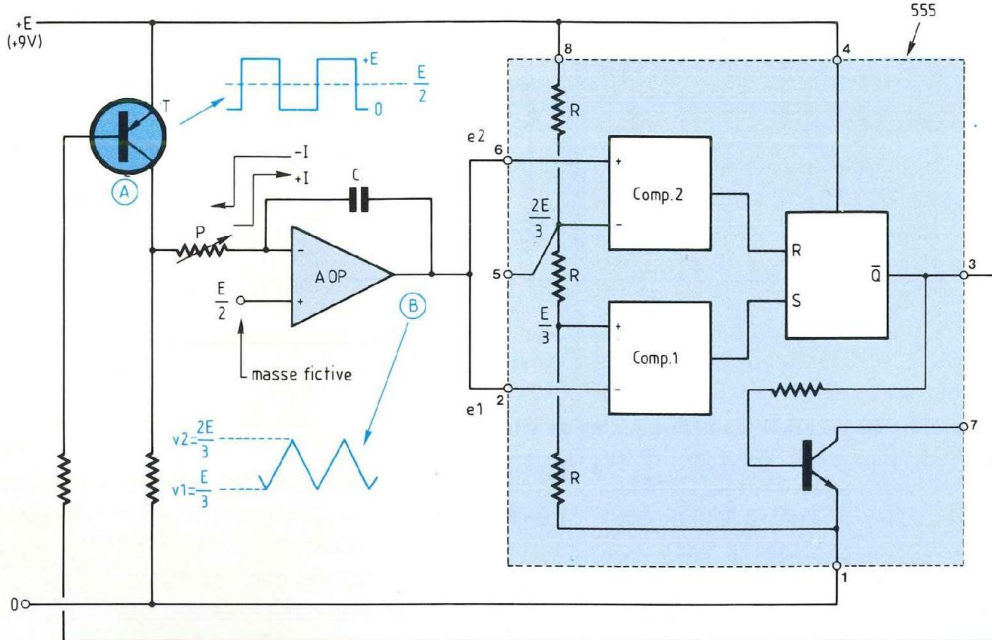 555
+E
(+9V)
8
4
T
+E
E
2
0
R
A
e2
6
-I
+I
C
+
Comp.2
2E
3
-
P
-
R
R
5
AOP
Q̅
3
E
2
+
B
S
E
3
+
Comp.1
masse fictive
-
2
e1
7
v2=2E
3
v1=E
3
R
1
0